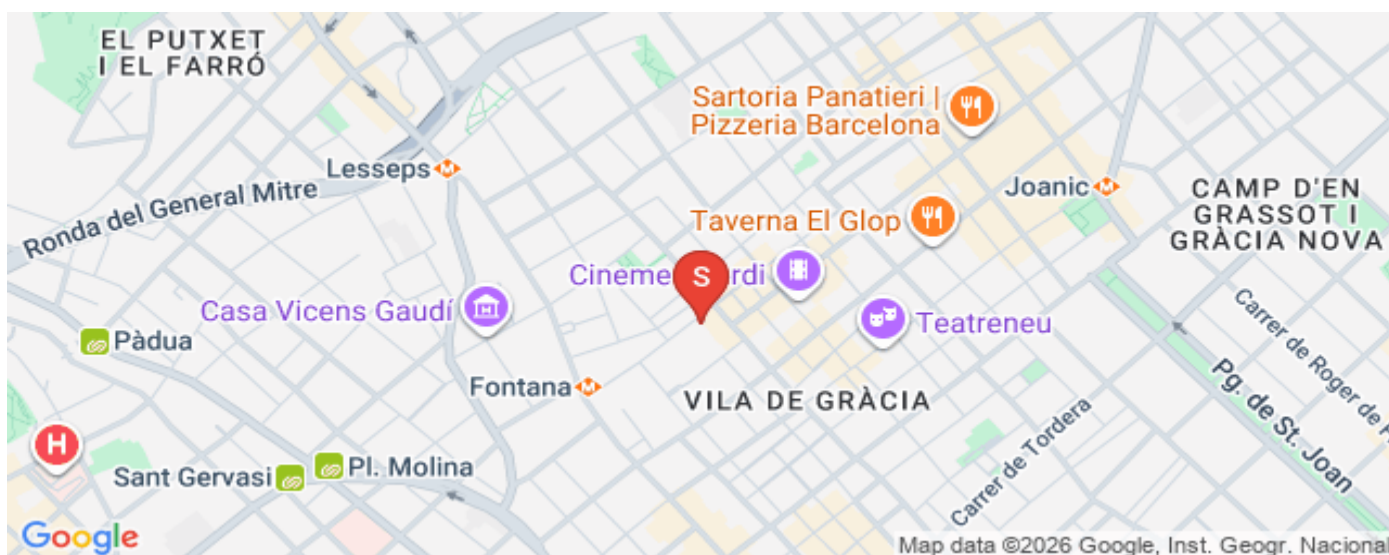 EL PUTXET
I EL FARRÓ
Sartoria Panatieri |
Pizzeria Barcelona
Lesseps
M
Joanic
M
CAMP D'EN
GRASSOT I
GRÀCIA NOVA
Ronda del General Mitre
Taverna El Glop
S
Casa Vicens Gaudí
Teatreneu
Pàdua
Carrer de Roger de
Fontana
M
VILA DE GRÀCIA
Pg. de St. Joan
Carrer de Tordera
H
Sant Gervasi
Pl. Molina
Google
Map data ©2026 Google, Inst. Geogr. Nacional